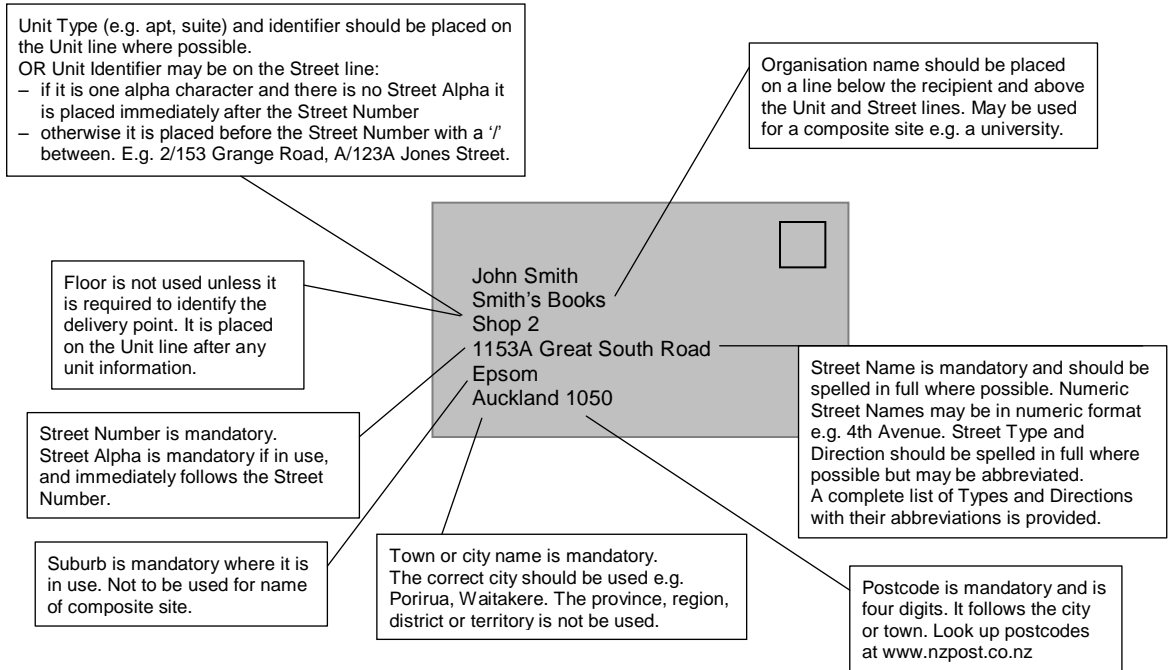 Unit Type (e.g. apt, suite) and identifier should be placed on
the Unit line where possible.
OR Unit Identifier may be on the Street line:
– if it is one alpha character and there is no Street Alpha it
is placed immediately after the Street Number
– otherwise it is placed before the Street Number with a ‘/’
between. E.g. 2/153 Grange Road, A/123A Jones Street.
Organisation name should be placed
on a line below the recipient and above
the Unit and Street lines. May be used
for a composite site e.g. a university.
Floor is not used unless it
is required to identify the
delivery point. It is placed
on the Unit line after any
unit information.
John Smith
Smith’s Books
Shop 2
1153A Great South Road
Epsom
Auckland 1050
Street Name is mandatory and should be
spelled in full where possible. Numeric
Street Names may be in numeric format
e.g. 4th Avenue. Street Type and
Direction should be spelled in full where
possible but may be abbreviated.
A complete list of Types and Directions
with their abbreviations is provided.
Street Number is mandatory.
Street Alpha is mandatory if in use,
and immediately follows the Street
Number.
Suburb is mandatory where it is
in use. Not to be used for name
of composite site.
Town or city name is mandatory.
The correct city should be used e.g.
Porirua, Waitakere. The province, region,
district or territory is not be used.
Postcode is mandatory and is
four digits. It follows the city
or town. Look up postcodes
at www.nzpost.co.nz